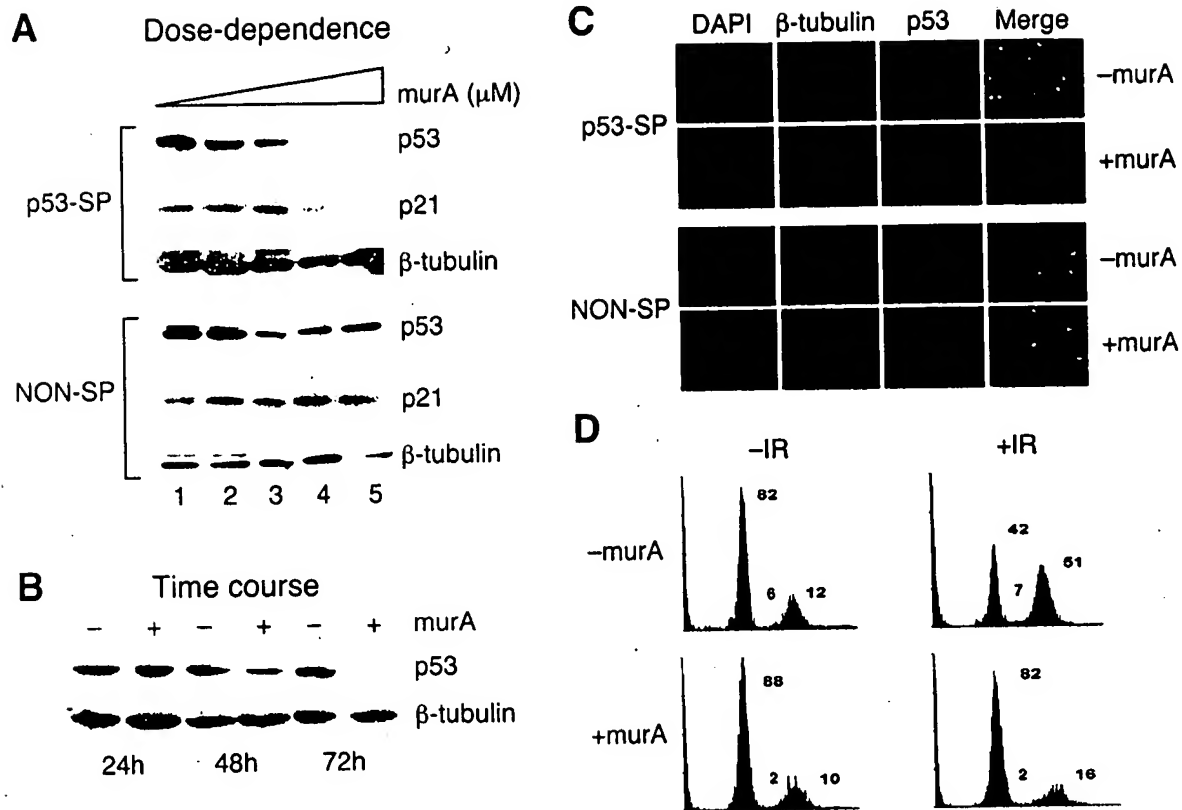 A
Dose-dependence
murA (µM)
p53-SP
p53
p21
β-tubulin
NON-SP
p53
p21
β-tubulin
1 2 3 4 5
B
Time course
– + – + – + murA
p53
β-tubulin
24h 48h 72h
C
DAPI β-tubulin p53 Merge
p53-SP
–murA
+murA
NON-SP
–murA
+murA
D
–IR +IR
–murA
82
6 12
42
7 51
+murA
88
2 10
82
2 16